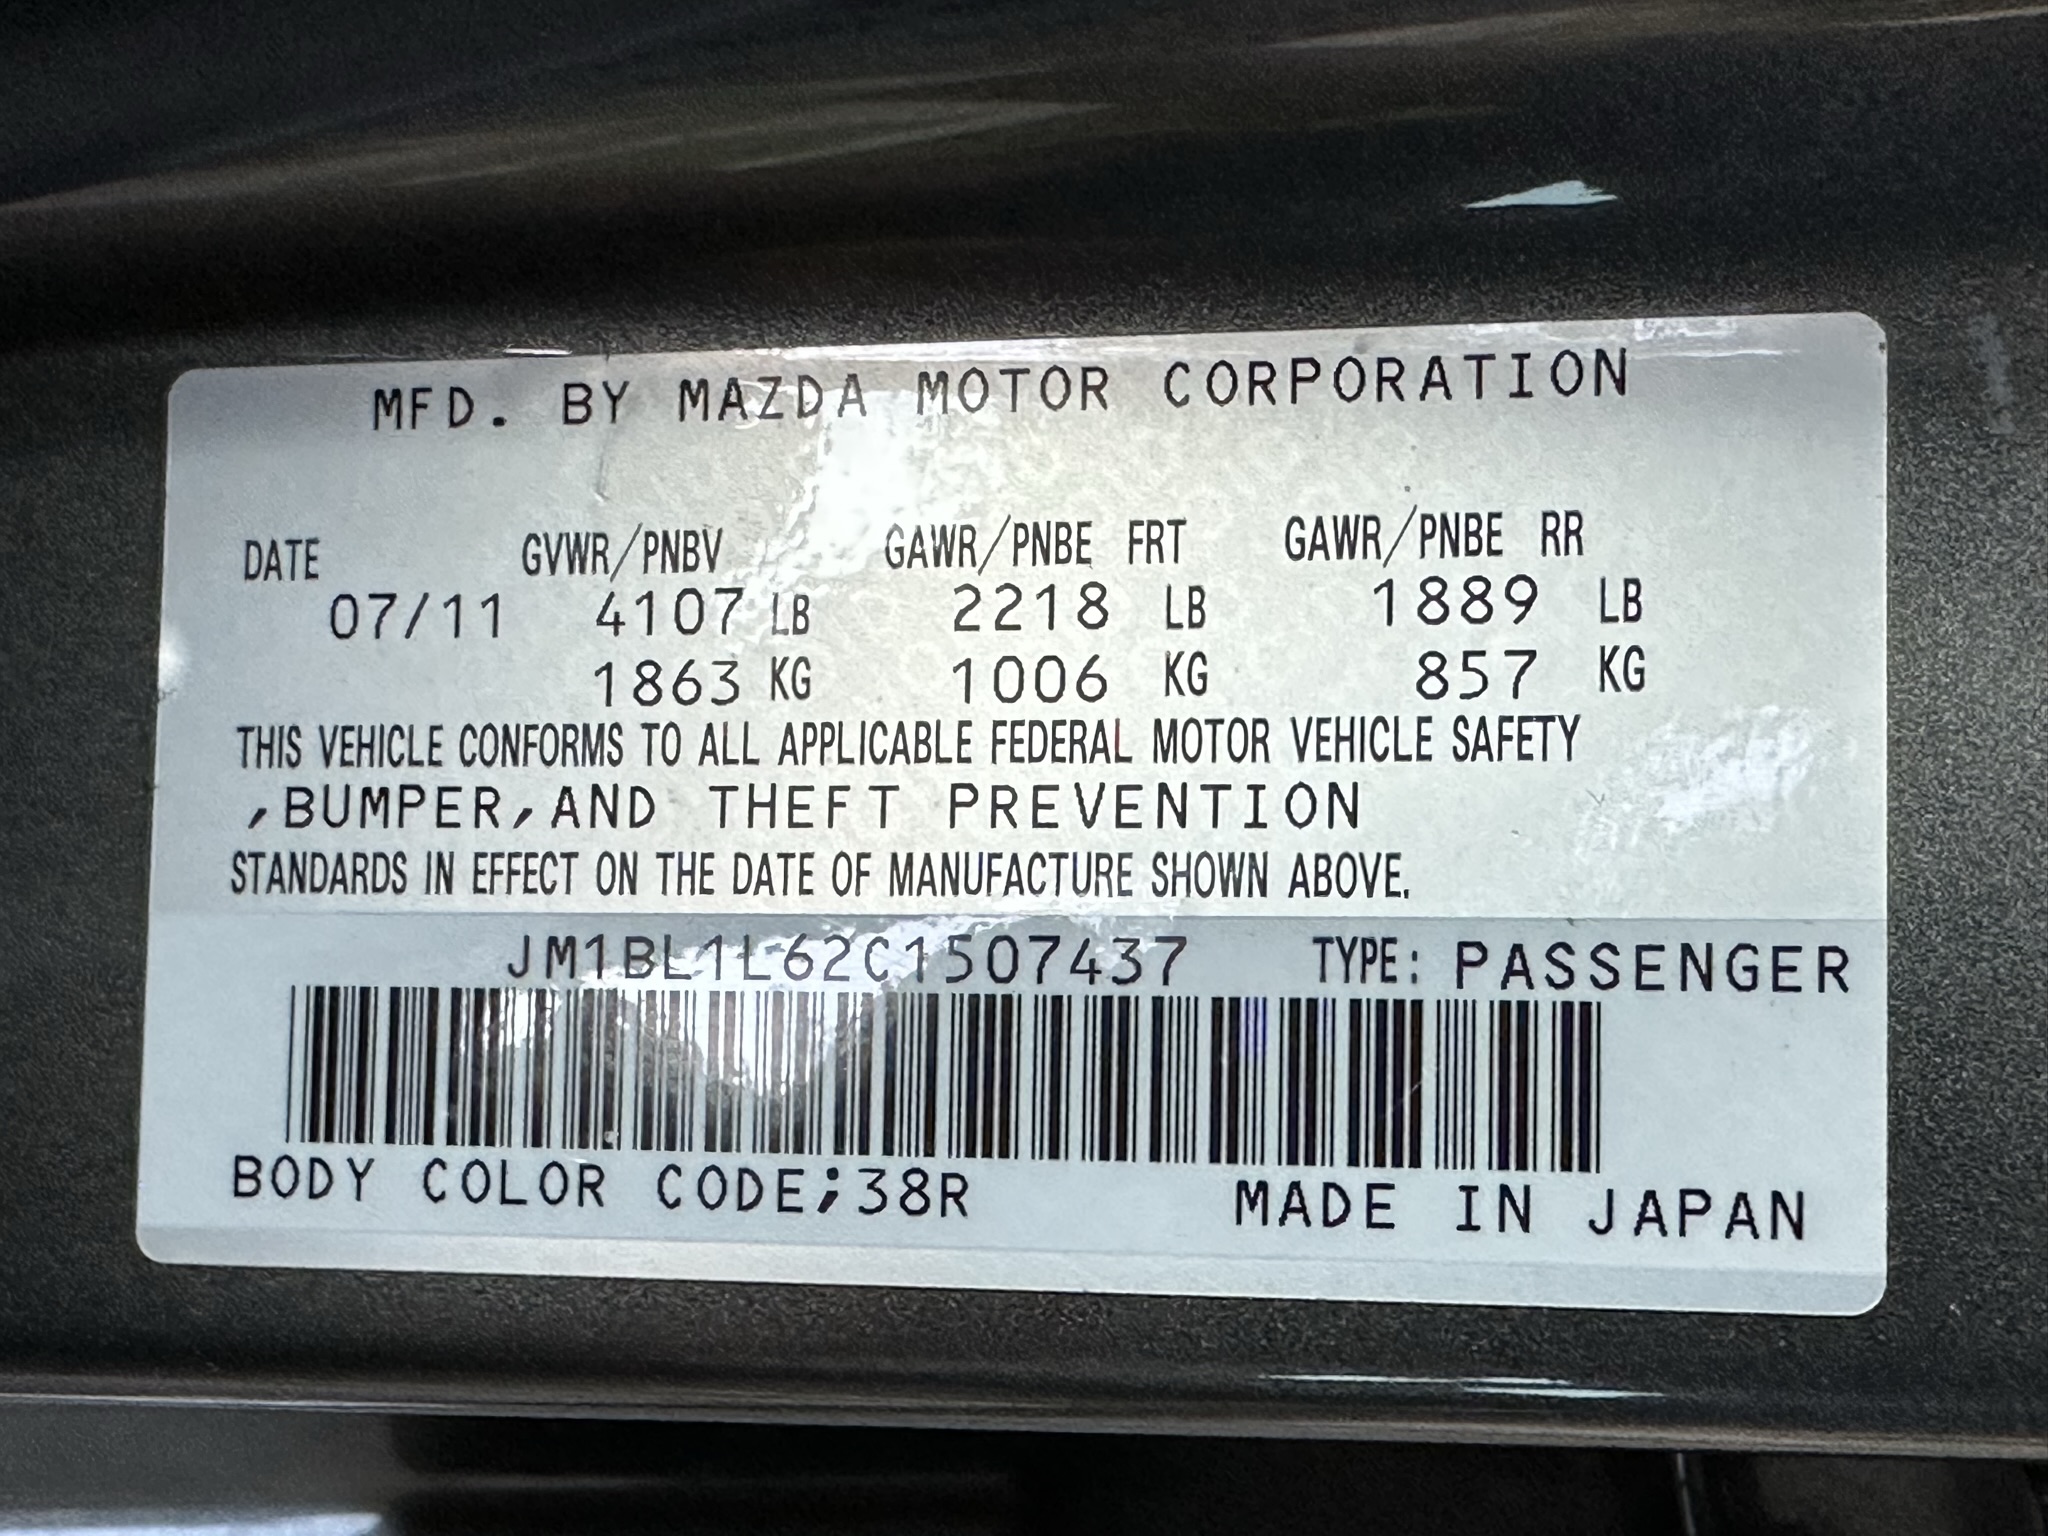 MFD. BY MAZDA MOTOR CORPORATION
DATE GVWR/PNBV GAWR/PNBE FRT GAWR/PNBE RR
07/11 4107 LB 2218 LB 1889 LB
1863 KG 1006 KG 857 KG
THIS VEHICLE CONFORMS TO ALL APPLICABLE FEDERAL MOTOR VEHICLE SAFETY
,BUMPER,AND THEFT PREVENTION
STANDARDS IN EFFECT ON THE DATE OF MANUFACTURE SHOWN ABOVE.
JM1BL1L62C1507437 TYPE: PASSENGER
BODY COLOR CODE;38R MADE IN JAPAN